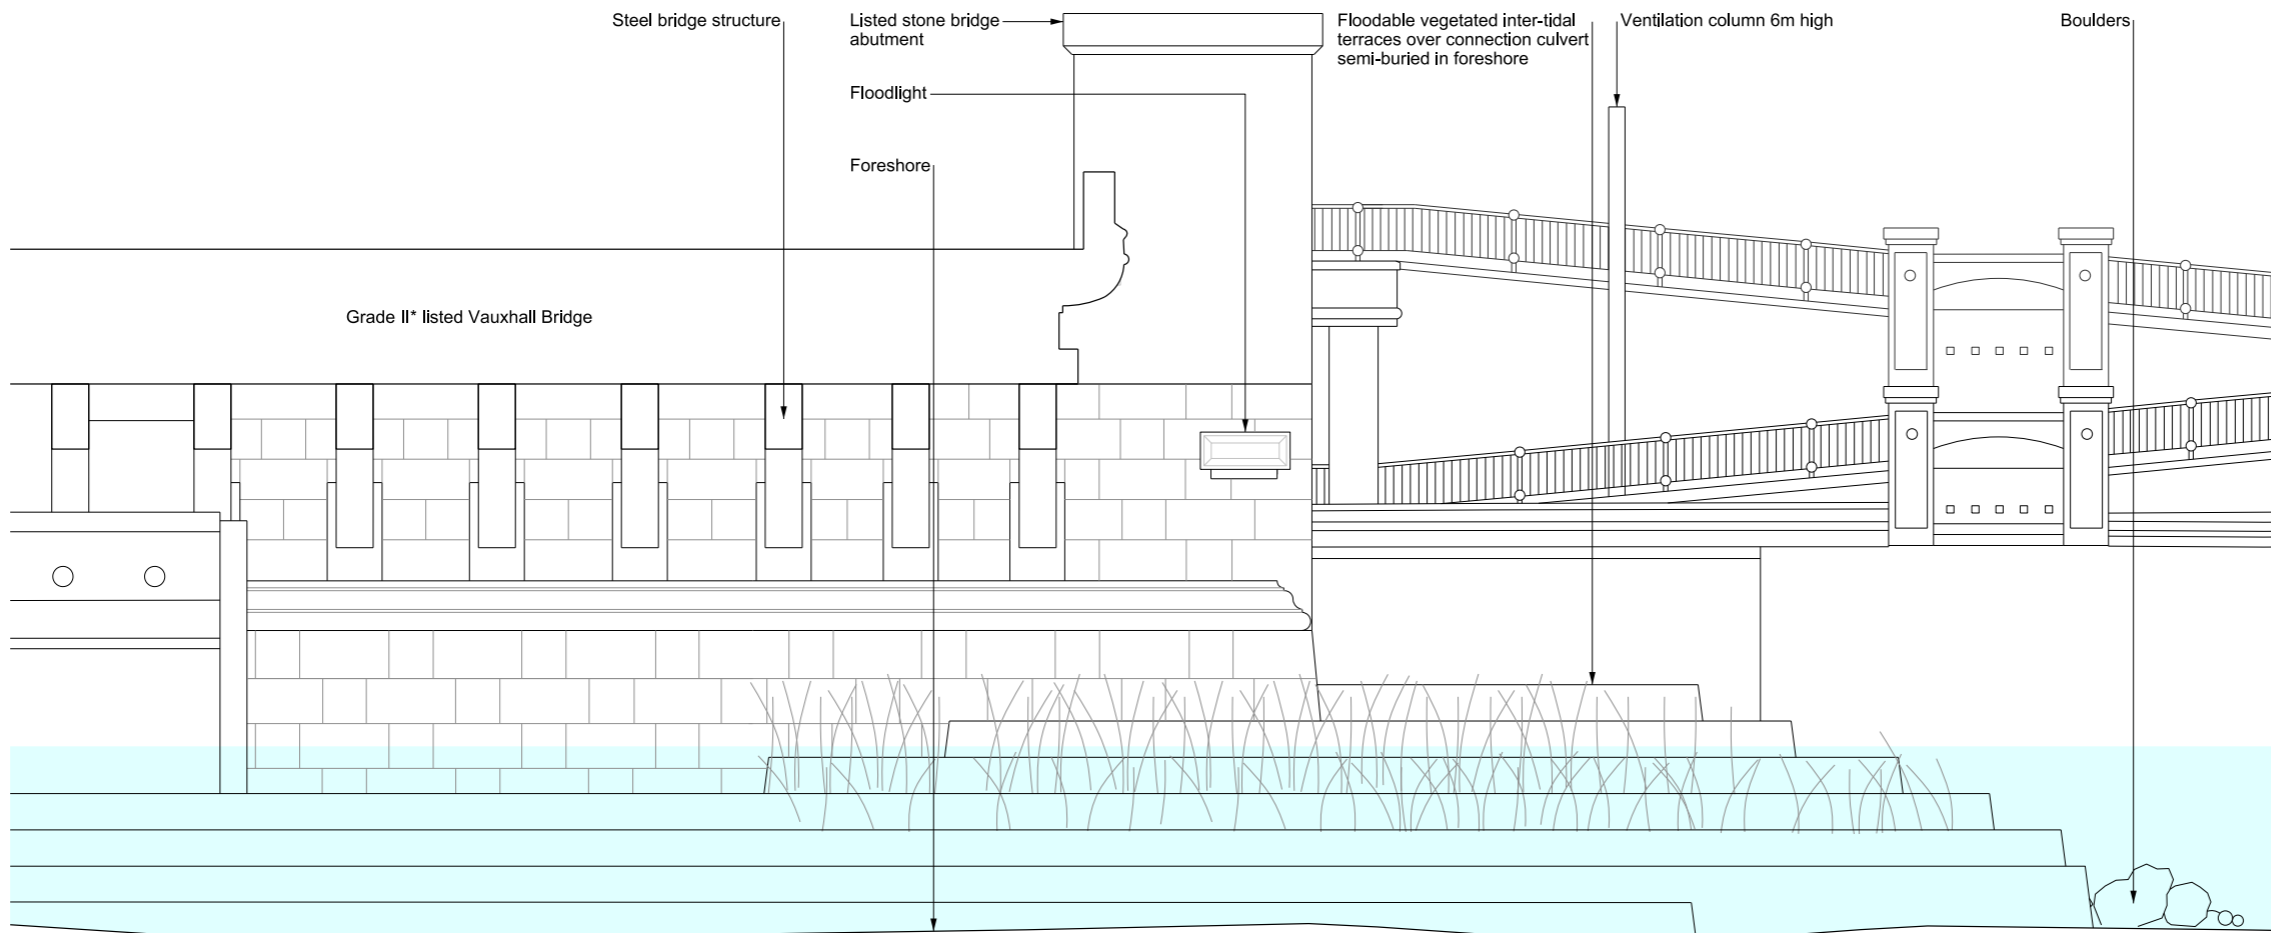 Steel bridge structure
Listed stone bridge
abutment
Floodable vegetated inter-tidal
terraces over connection culvert
semi-buried in foreshore
Ventilation column 6m high
Boulders
Floodlight
Foreshore
Grade II* listed Vauxhall Bridge